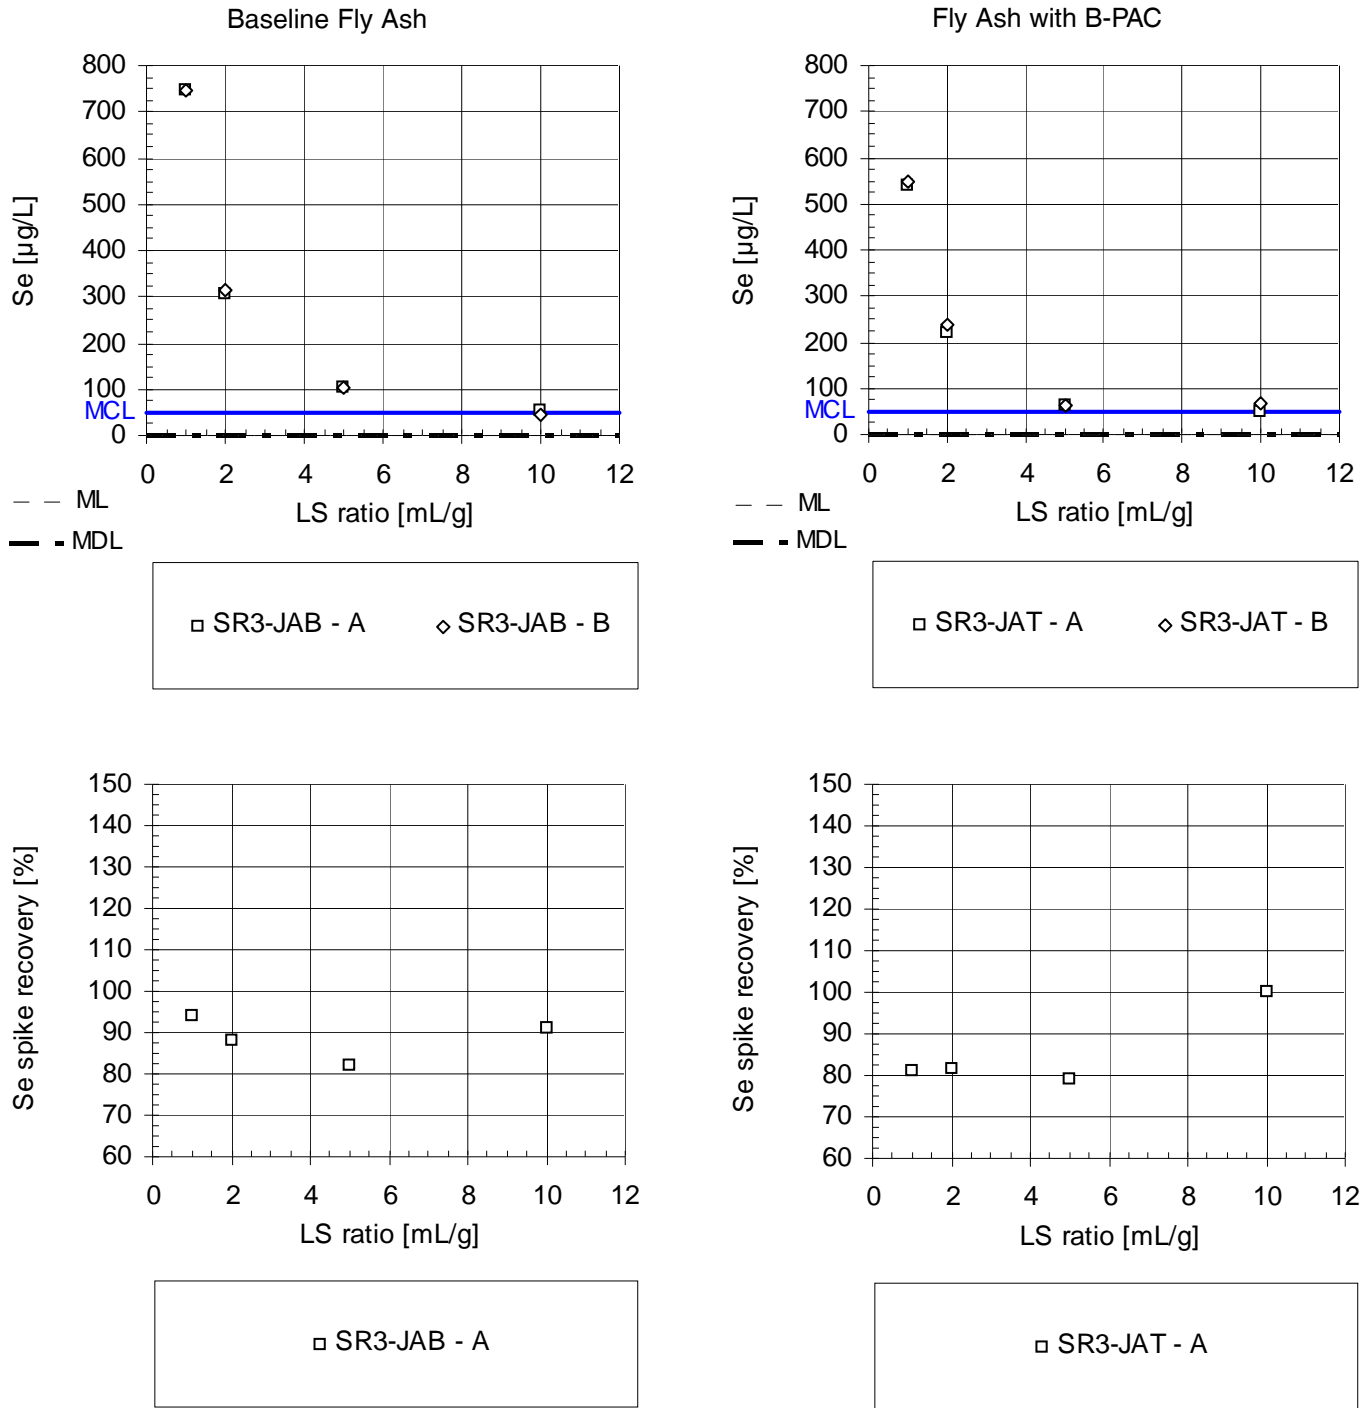 Baseline Fly Ash
800
700
600
500
400
300
200
100
MCL
0
Se [µg/L]
0 2 4 6 8 10 12
LS ratio [mL/g]
ML
MDL
SR3-JAB - A SR3-JAB - B
Fly Ash with B-PAC
800
700
600
500
400
300
200
100
MCL
0
Se [µg/L]
0 2 4 6 8 10 12
LS ratio [mL/g]
ML
MDL
SR3-JAT - A SR3-JAT - B
150
140
130
120
110
100
90
80
70
60
Se spike recovery [%]
0 2 4 6 8 10 12
LS ratio [mL/g]
SR3-JAB - A
150
140
130
120
110
100
90
80
70
60
Se spike recovery [%]
0 2 4 6 8 10 12
LS ratio [mL/g]
SR3-JAT - A